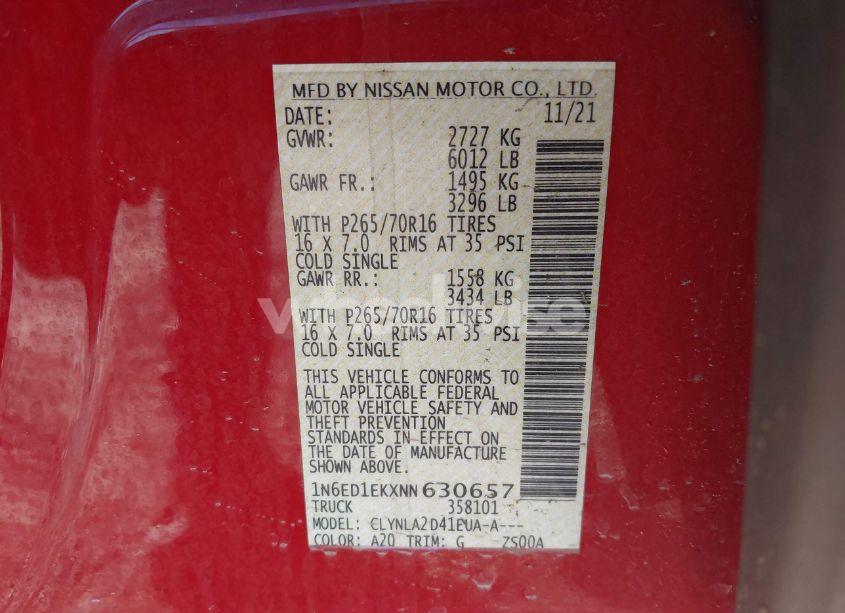 MFD BY NISSAN MOTOR CO., LTD.
DATE: 11/21
GVWR: 2727 KG
6012 LB
GAWR FR.: 1495 KG
3296 LB
WITH P265/70R16 TIRES
16 X 7.0 RIMS AT 35 PSI
COLD SINGLE
GAWR RR.: 1558 KG
3434 LB
WITH P265/70R16 TIRES
16 X 7.0 RIMS AT 35 PSI
COLD SINGLE
THIS VEHICLE CONFORMS TO
ALL APPLICABLE FEDERAL
MOTOR VEHICLE SAFETY AND
THEFT PREVENTION
STANDARDS IN EFFECT ON
THE DATE OF MANUFACTURE
SHOWN ABOVE.
1N6ED1EKXNN630657
TRUCK 358101
MODEL: CLYNLA2D41EUA-A---
COLOR: A20 TRIM: G ZS00A